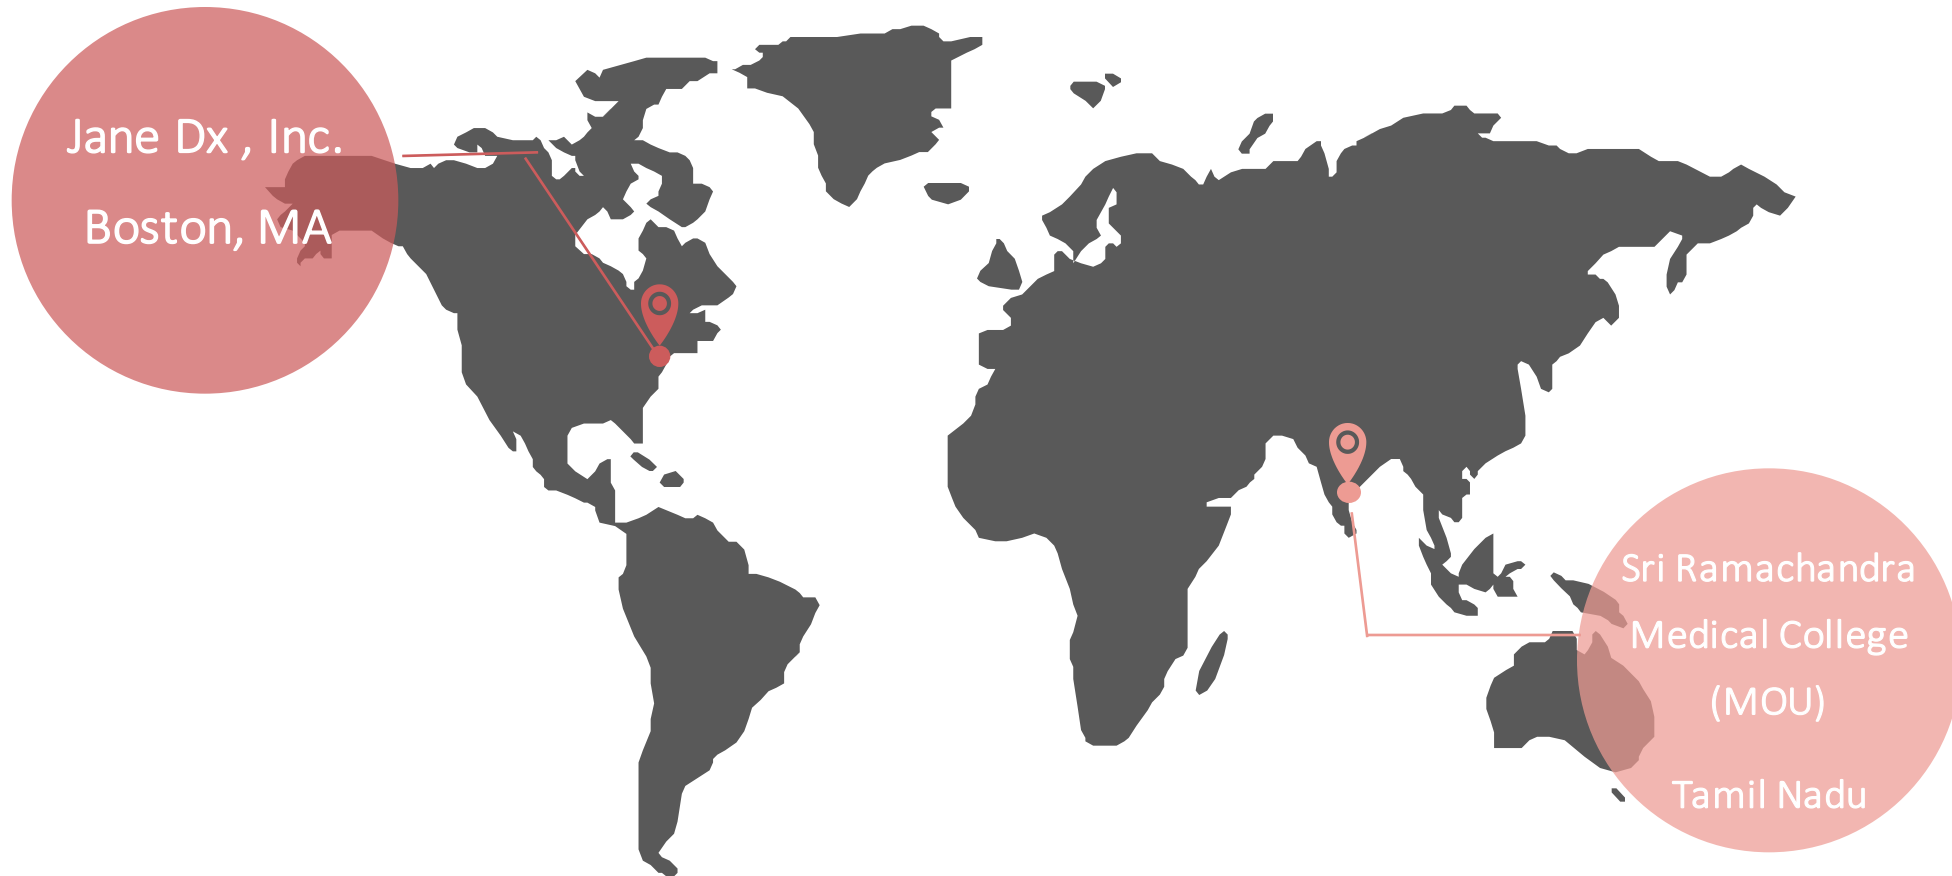 Jane Dx , Inc.
Boston, MA
Sri Ramachandra
Medical College
(MOU)
Tamil Nadu